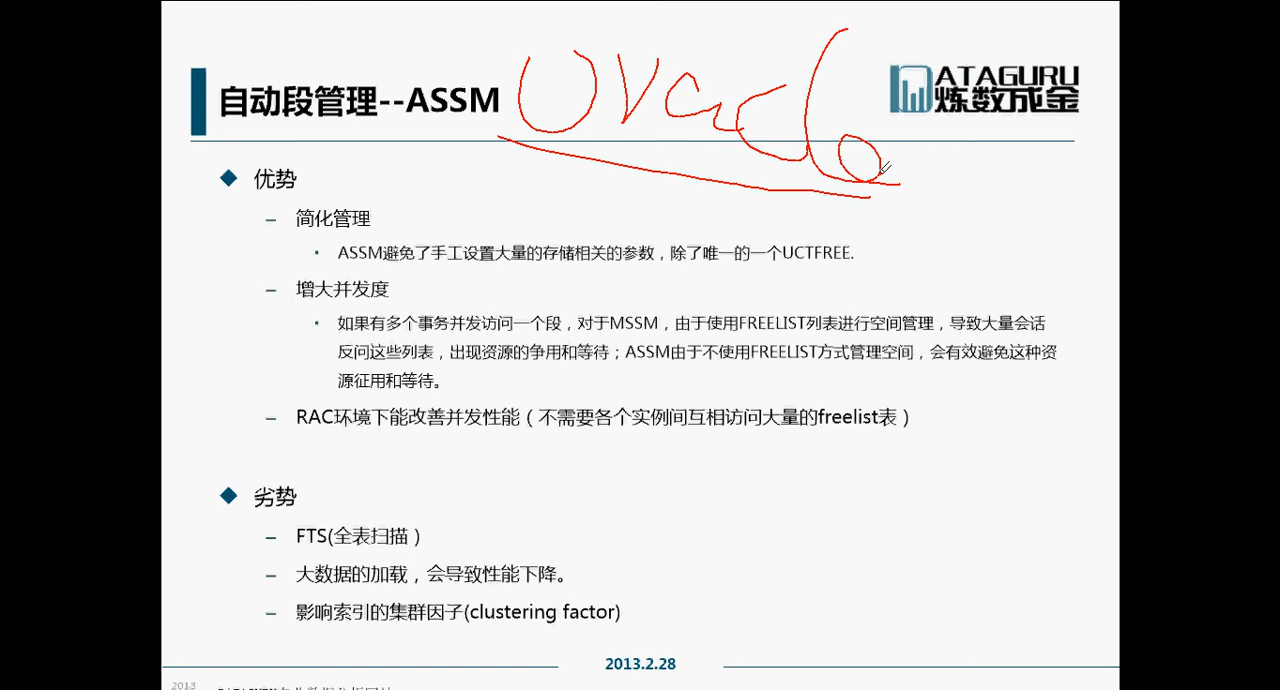 自动段管理--ASSM
oracle
DATAGURU
炼数成金
优势
简化管理
ASSM避免了手工设置大量的存储相关的参数，除了唯一的一个UCTFREE.
增大并发度
如果有多个事务并发访问一个段，对于MSSM，由于使用FREELIST列表进行空间管理，导致大量会话
反问这些列表，出现资源的争用和等待；ASSM由于不使用FREELIST方式管理空间，会有效避免这种资
源征用和等待。
RAC环境下能改善并发性能（不需要各个实例间互相访问大量的freelist表）
劣势
FTS(全表扫描）
大数据的加载，会导致性能下降。
影响索引的集群因子(clustering factor)
2013.2.28
2013